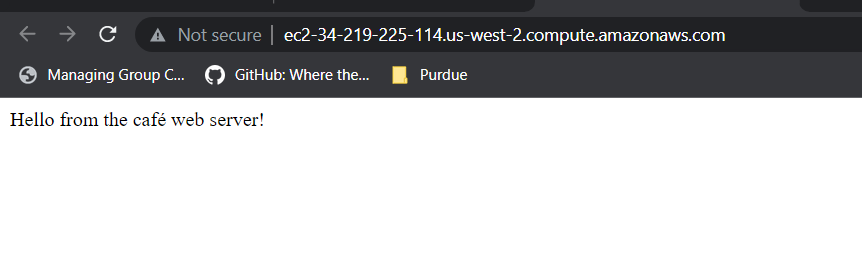 Not secure | ec2-34-219-225-114.us-west-2.compute.amazonaws.com
Managing Group C... GitHub: Where the... Purdue
Hello from the café web server!